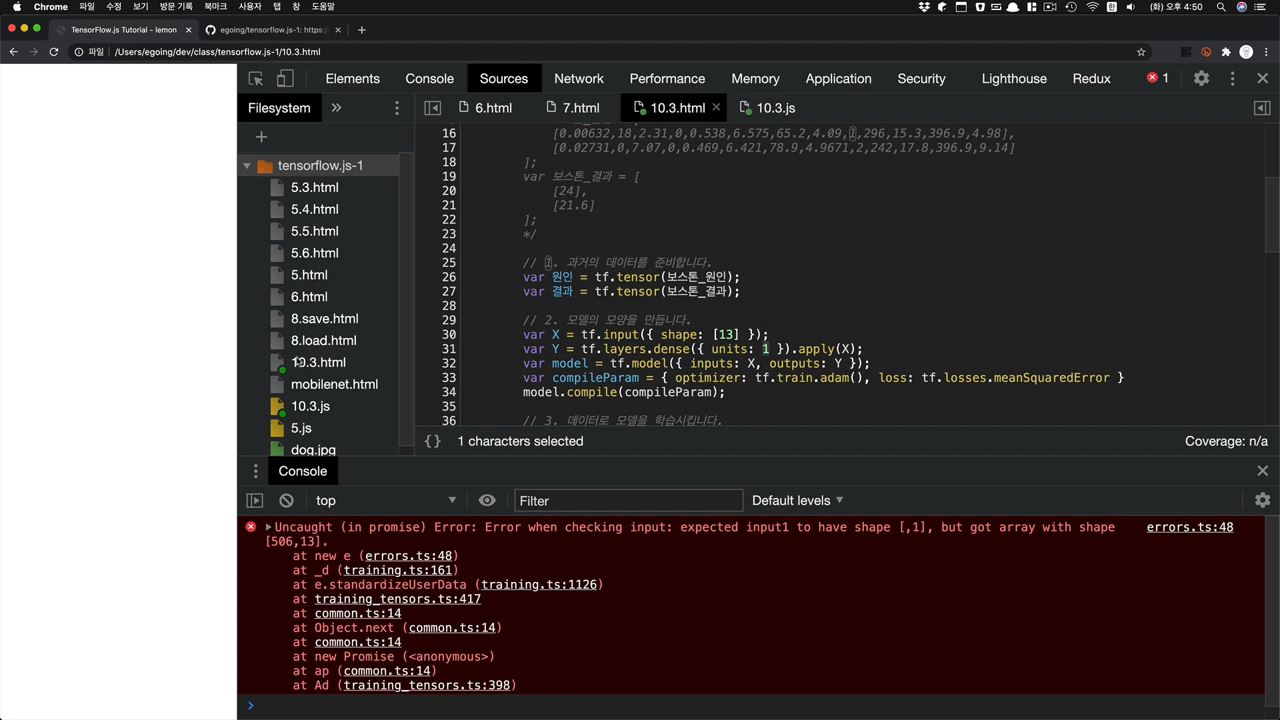 Chrome 파일 수정 보기 방문 기록 북마크 사용자 탭 창 도움말 (화) 오후 4:50
TensorFlow.js Tutorial - lemon egoing/tensorflow.js-1: https:/
파일 /Users/egoing/dev/class/tensorflow.js-1/10.3.html
Elements Console Sources Network Performance Memory Application Security Lighthouse Redux 1
Filesystem 6.html 7.html 10.3.html 10.3.js
tensorflow.js-1
5.3.html
5.4.html
5.5.html
5.6.html
5.html
6.html
8.save.html
8.load.html
10.3.html
mobilenet.html
10.3.js
5.js
dog.jpg
16 [0.00632,18,2.31,0,0.538,6.575,65.2,4.09,1,296,15.3,396.9,4.98],
17 [0.02731,0,7.07,0,0.469,6.421,78.9,4.9671,2,242,17.8,396.9,9.14]
18 ];
19 var 보스톤_결과 = [
20 [24],
21 [21.6]
22 ];
23 */
24
25 // 1. 과거의 데이터를 준비합니다.
26 var 원인 = tf.tensor(보스톤_원인);
27 var 결과 = tf.tensor(보스톤_결과);
28
29 // 2. 모델의 모양을 만듭니다.
30 var X = tf.input({ shape: [13] });
31 var Y = tf.layers.dense({ units: 1 }).apply(X);
32 var model = tf.model({ inputs: X, outputs: Y });
33 var compileParam = { optimizer: tf.train.adam(), loss: tf.losses.meanSquaredError }
34 model.compile(compileParam);
35
36 // 3. 데이터로 모델을 학습시킵니다.
{} 1 characters selected Coverage: n/a
Console
top Filter Default levels
Uncaught (in promise) Error: Error when checking input: expected input1 to have shape [,1], but got array with shape errors.ts:48
[506,13].
at new e (errors.ts:48)
at _d (training.ts:161)
at e.standardizeUserData (training.ts:1126)
at training_tensors.ts:417
at common.ts:14
at Object.next (common.ts:14)
at common.ts:14
at new Promise (<anonymous>)
at ap (common.ts:14)
at Ad (training_tensors.ts:398)